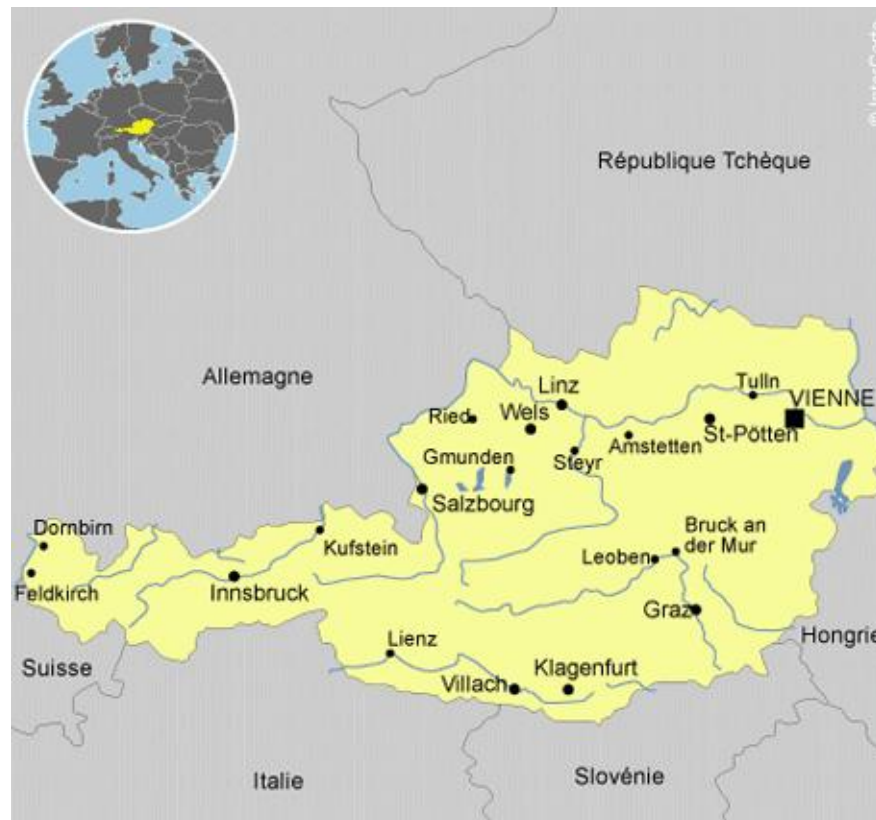 © InterCarto
République Tchèque
Allemagne
Linz
Tulln
VIENNE
Ried
Wels
St-Pötten
Amstetten
Gmunden
Steyr
Salzbourg
Dornbirn
Kufstein
Bruck an
der Mur
Leoben
Feldkirch
Innsbruck
Graz
Hongrie
Lienz
Suisse
Villach
Klagenfurt
Italie
Slovénie